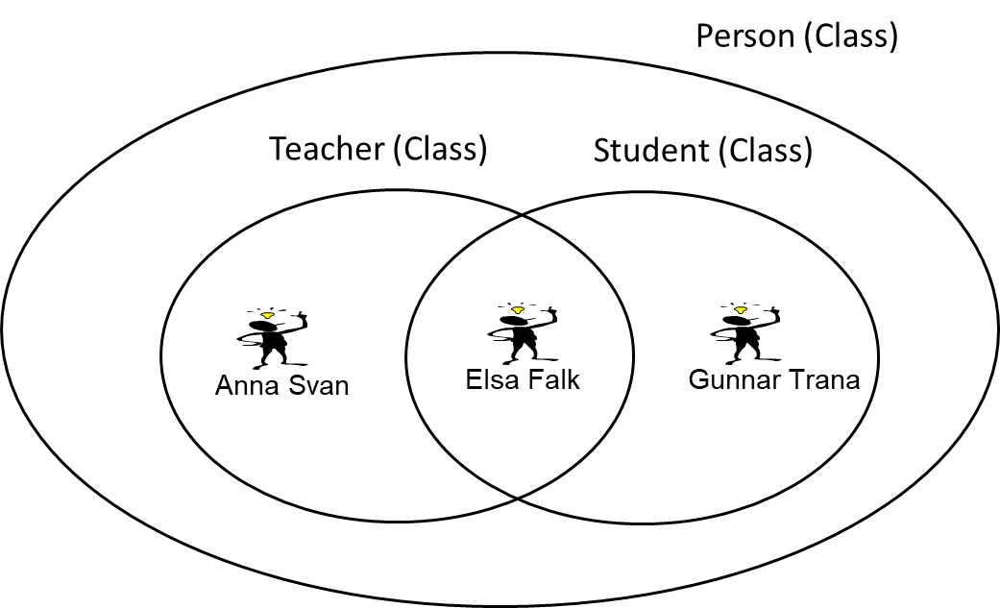 Person (Class)
Teacher (Class)
Student (Class)
Anna Svan
Elsa Falk
Gunnar Trana